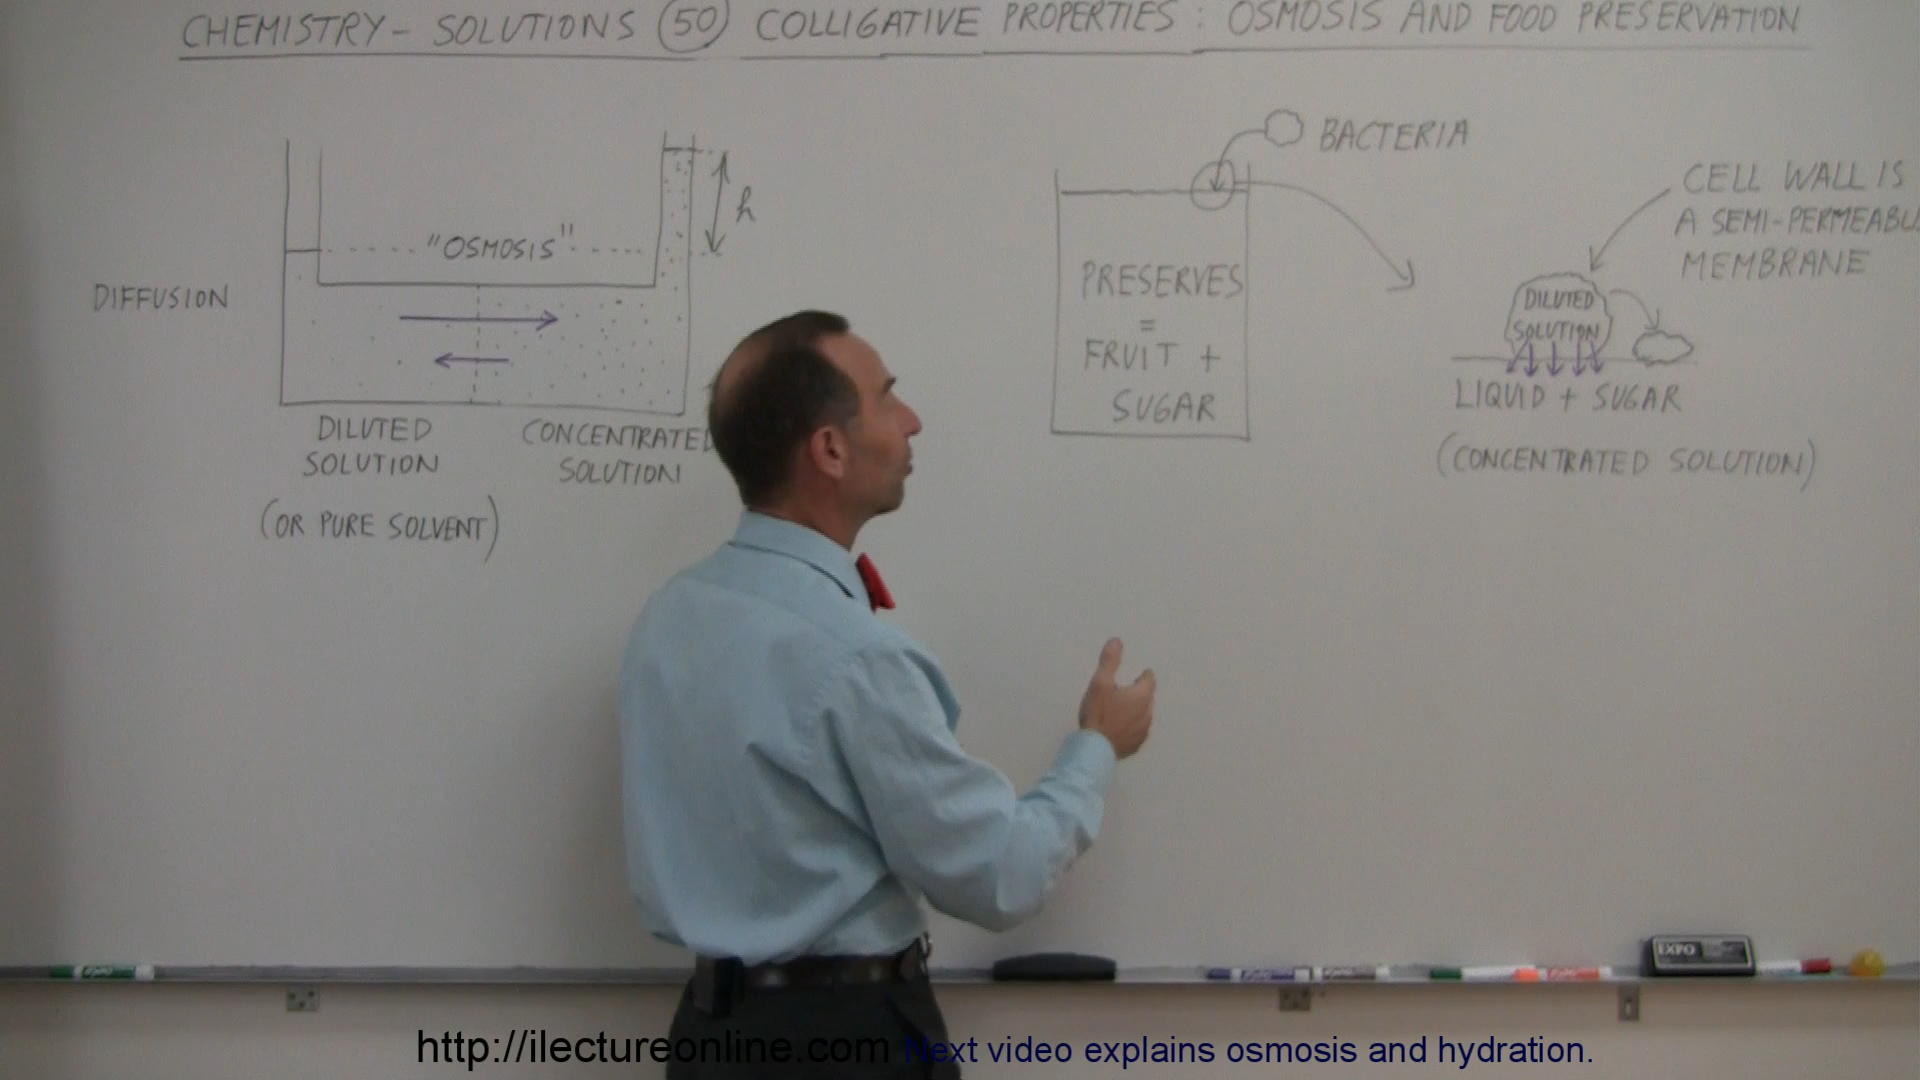 CHEMISTRY - SOLUTIONS 50 COLLIGATIVE PROPERTIES : OSMOSIS AND FOOD PRESERVATION
DIFFUSION
"OSMOSIS"
h
DILUTED
SOLUTION
(OR PURE SOLVENT)
CONCENTRATED
SOLUTION
BACTERIA
PRESERVES
=
FRUIT +
SUGAR
CELL WALL IS
A SEMI-PERMEABL
MEMBRANE
DILUTED
SOLUTION
LIQUID + SUGAR
(CONCENTRATED SOLUTION)
EXPO
http://ilectureonline.com Next video explains osmosis and hydration.